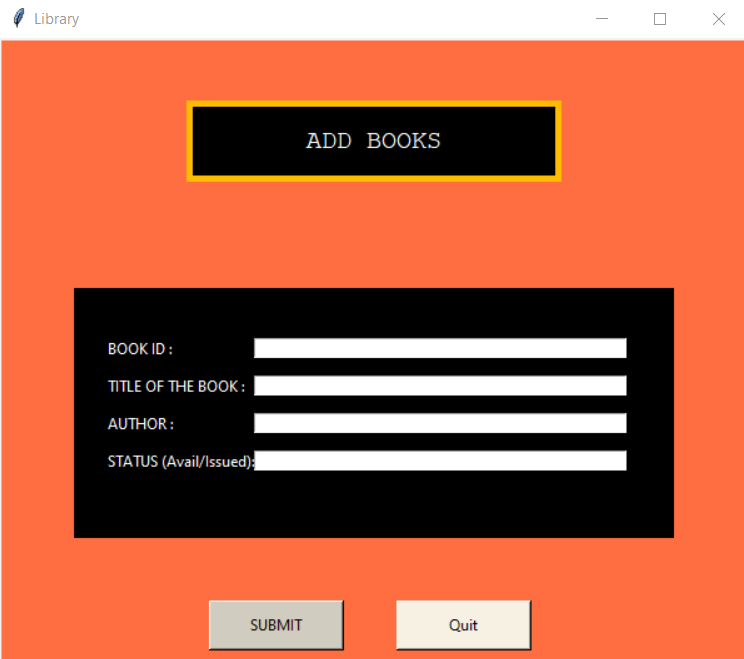 Library
ADD BOOKS
BOOK ID :
TITLE OF THE BOOK :
AUTHOR :
STATUS (Avail/Issued):
SUBMIT Quit